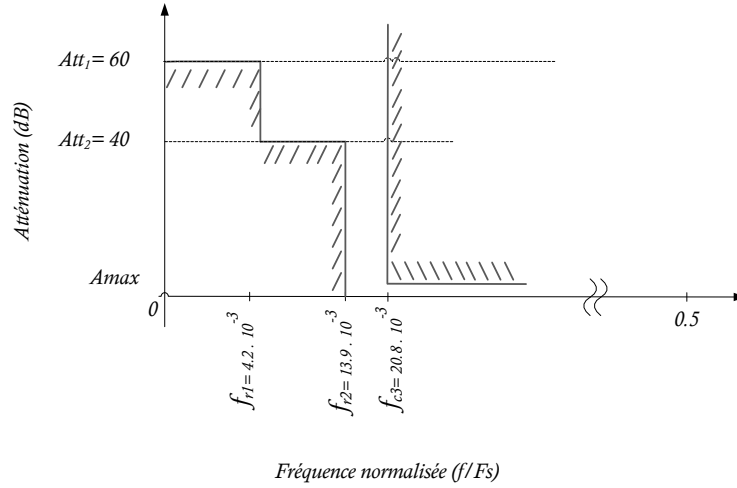 Att₁= 60
Att₂= 40
Atténuation (dB)
Amax
0
0.5
fr1= 4.2 . 10⁻³
fr2= 13.9 . 10⁻³
fc3= 20.8 . 10⁻³
Fréquence normalisée (f/Fs)